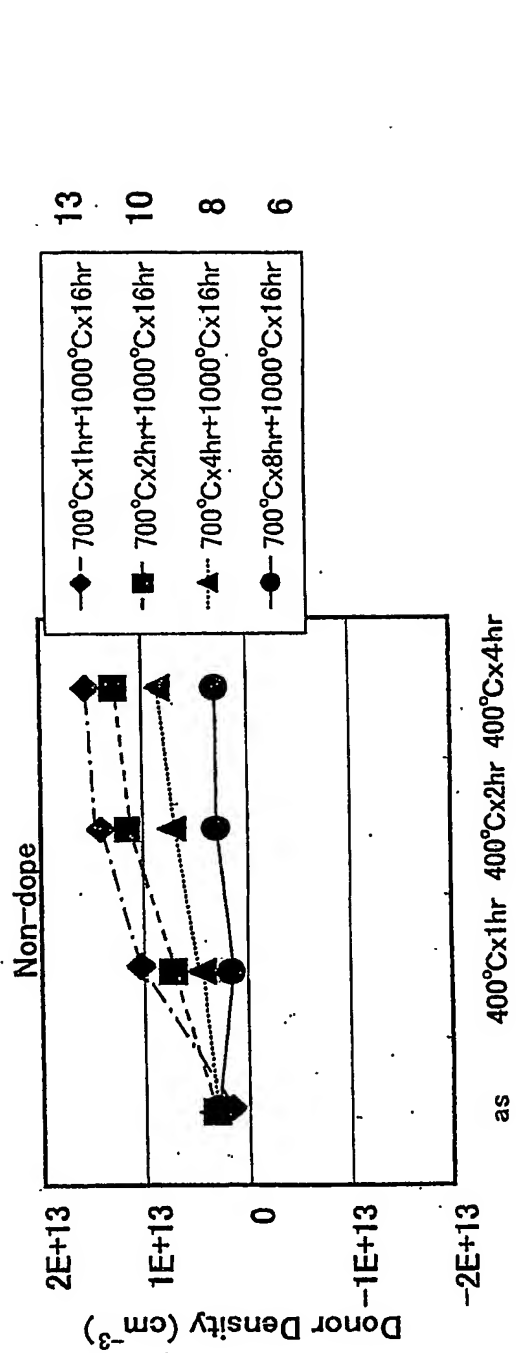 Non-dope
2E+13
1E+13
0
-1E+13
-2E+13
Donor Density (cm⁻³)
as 400°Cx1hr 400°Cx2hr 400°Cx4hr
700°Cx1hr+1000°Cx16hr 13
700°Cx2hr+1000°Cx16hr 10
700°Cx4hr+1000°Cx16hr 8
700°Cx8hr+1000°Cx16hr 6